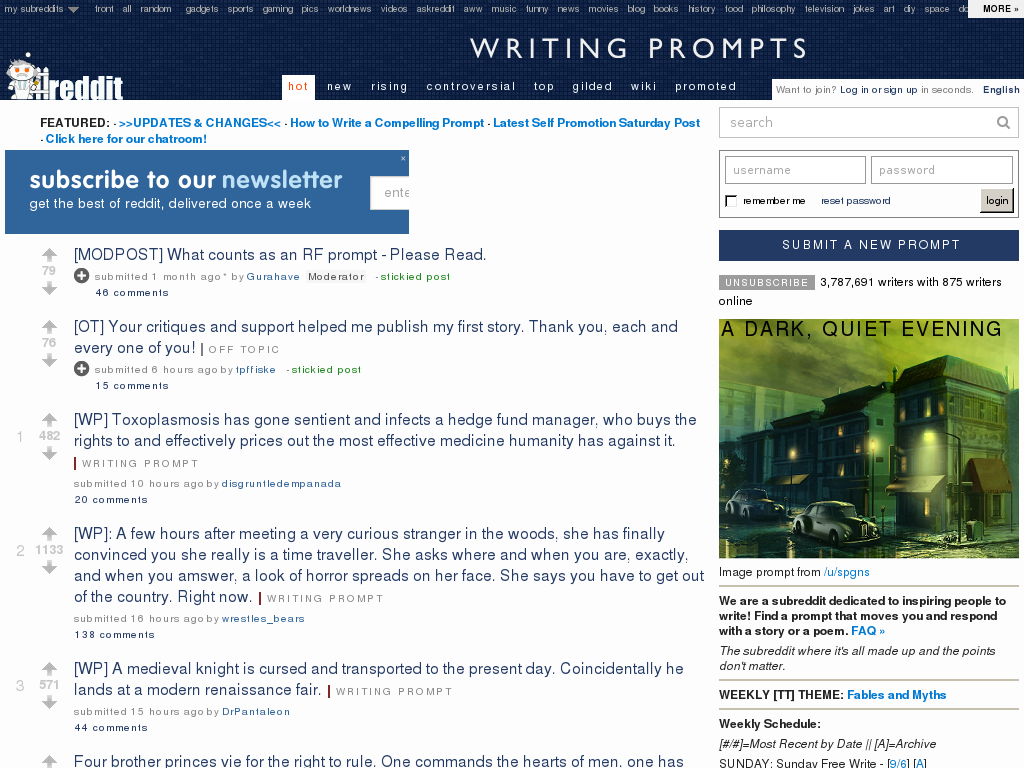 my subreddits front all random gadgets sports gaming pics worldnews videos askreddit aww music funny news movies blog books history food philosophy television jokes art diy space do MORE »
WRITING PROMPTS
reddit
hot new rising controversial top gilded wiki promoted
Want to join? Log in or sign up in seconds. English
FEATURED: · >>UPDATES & CHANGES<< · How to Write a Compelling Prompt · Latest Self Promotion Saturday Post
· Click here for our chatroom!
subscribe to our newsletter
get the best of reddit, delivered once a week
ente
×
79
[MODPOST] What counts as an RF prompt - Please Read.
submitted 1 month ago* by Gurahave Moderator - stickied post
46 comments
76
[OT] Your critiques and support helped me publish my first story. Thank you, each and
every one of you! | OFF TOPIC
submitted 6 hours ago by tpffiske - stickied post
15 comments
1
482
[WP] Toxoplasmosis has gone sentient and infects a hedge fund manager, who buys the
rights to and effectively prices out the most effective medicine humanity has against it.
WRITING PROMPT
submitted 10 hours ago by disgruntledempanada
20 comments
2
1133
[WP]: A few hours after meeting a very curious stranger in the woods, she has finally
convinced you she really is a time traveller. She asks where and when you are, exactly,
and when you amswer, a look of horror spreads on her face. She says you have to get out
of the country. Right now. WRITING PROMPT
submitted 16 hours ago by wrestles_bears
138 comments
3
571
[WP] A medieval knight is cursed and transported to the present day. Coincidentally he
lands at a modern renaissance fair. WRITING PROMPT
submitted 15 hours ago by DrPantaleon
44 comments
Four brother princes vie for the right to rule. One commands the hearts of men, one has
search
username password
remember me reset password login
SUBMIT A NEW PROMPT
UNSUBSCRIBE 3,787,691 writers with 875 writers
online
A DARK, QUIET EVENING
Image prompt from /u/spgns
We are a subreddit dedicated to inspiring people to
write! Find a prompt that moves you and respond
with a story or a poem. FAQ »
The subreddit where it's all made up and the points
don't matter.
WEEKLY [TT] THEME: Fables and Myths
Weekly Schedule:
[#/#]=Most Recent by Date || [A]=Archive
SUNDAY: Sunday Free Write - [9/6] [A]